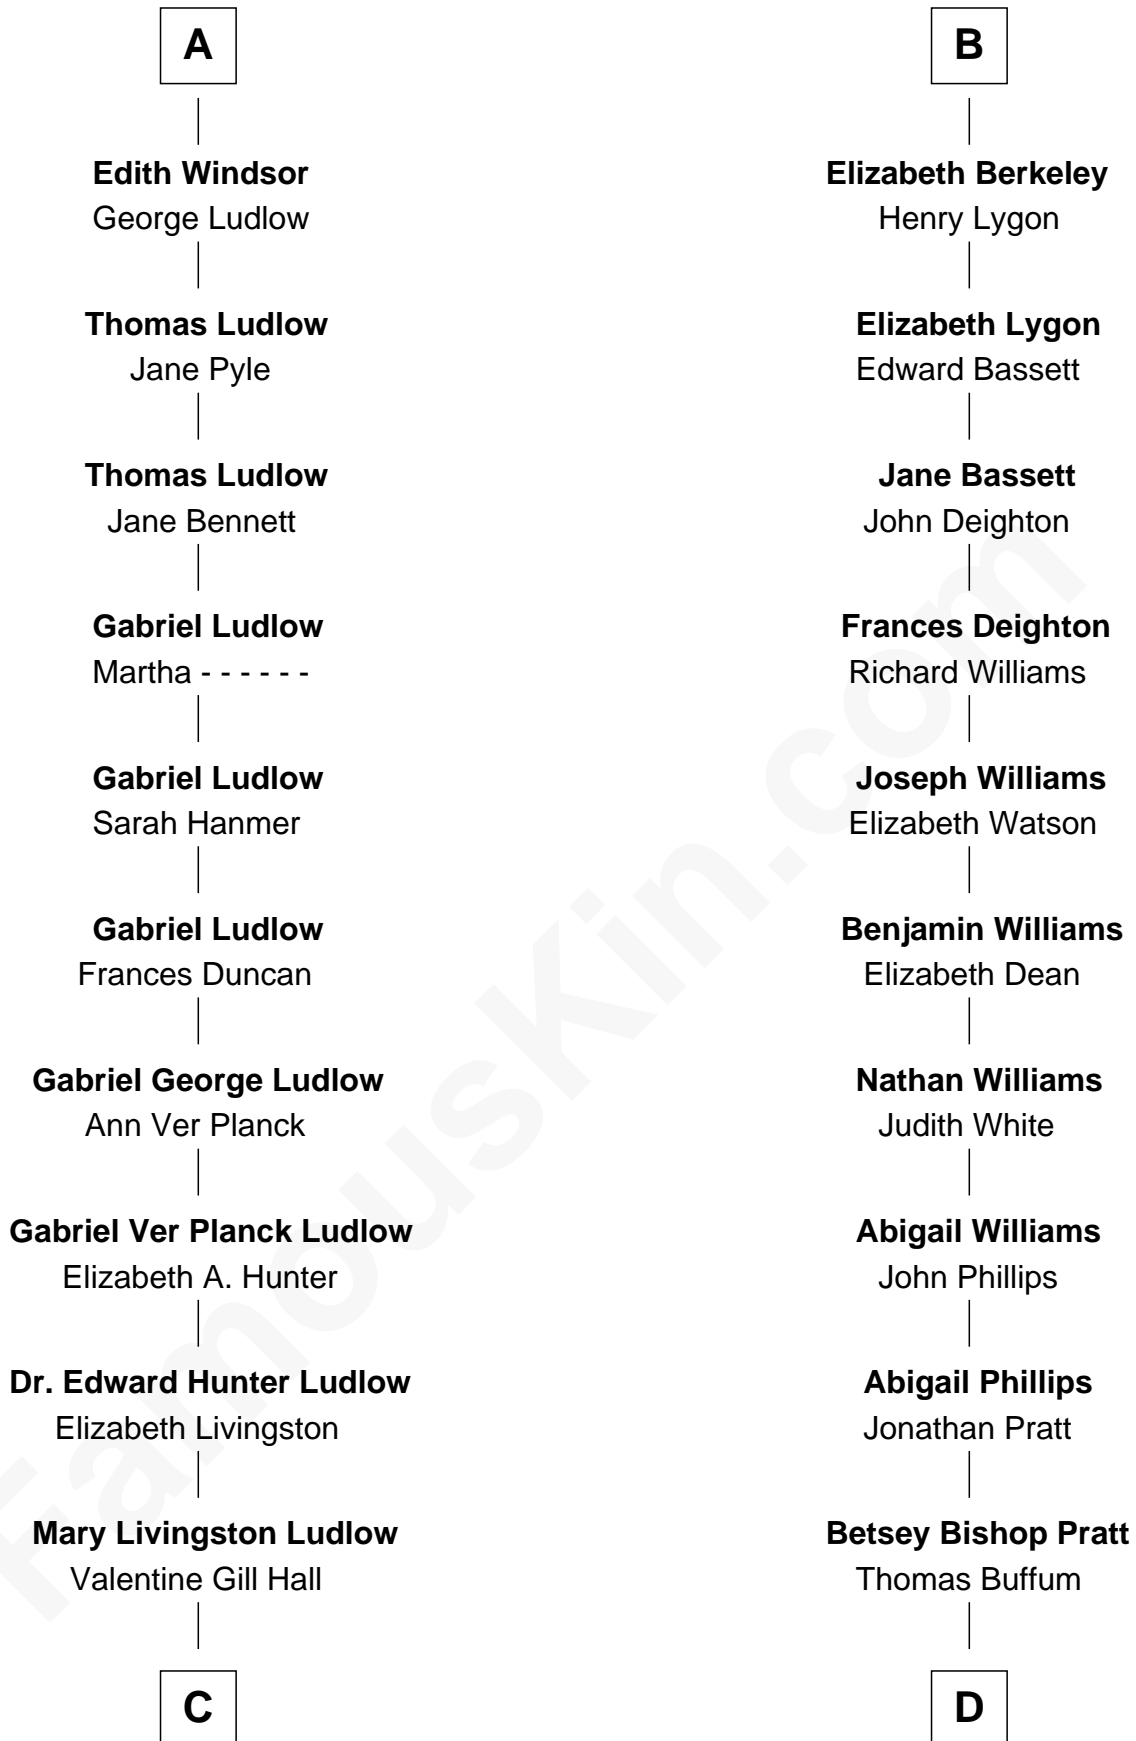 A
Edith Windsor
George Ludlow
Thomas Ludlow
Jane Pyle
Thomas Ludlow
Jane Bennett
Gabriel Ludlow
Martha - - - - - -
Gabriel Ludlow
Sarah Hanmer
Gabriel Ludlow
Frances Duncan
Gabriel George Ludlow
Ann Ver Planck
Gabriel Ver Planck Ludlow
Elizabeth A. Hunter
Dr. Edward Hunter Ludlow
Elizabeth Livingston
Mary Livingston Ludlow
Valentine Gill Hall
C
B
Elizabeth Berkeley
Henry Lygon
Elizabeth Lygon
Edward Bassett
Jane Bassett
John Deighton
Frances Deighton
Richard Williams
Joseph Williams
Elizabeth Watson
Benjamin Williams
Elizabeth Dean
Nathan Williams
Judith White
Abigail Williams
John Phillips
Abigail Phillips
Jonathan Pratt
Betsey Bishop Pratt
Thomas Buffum
D
FamousKin.com